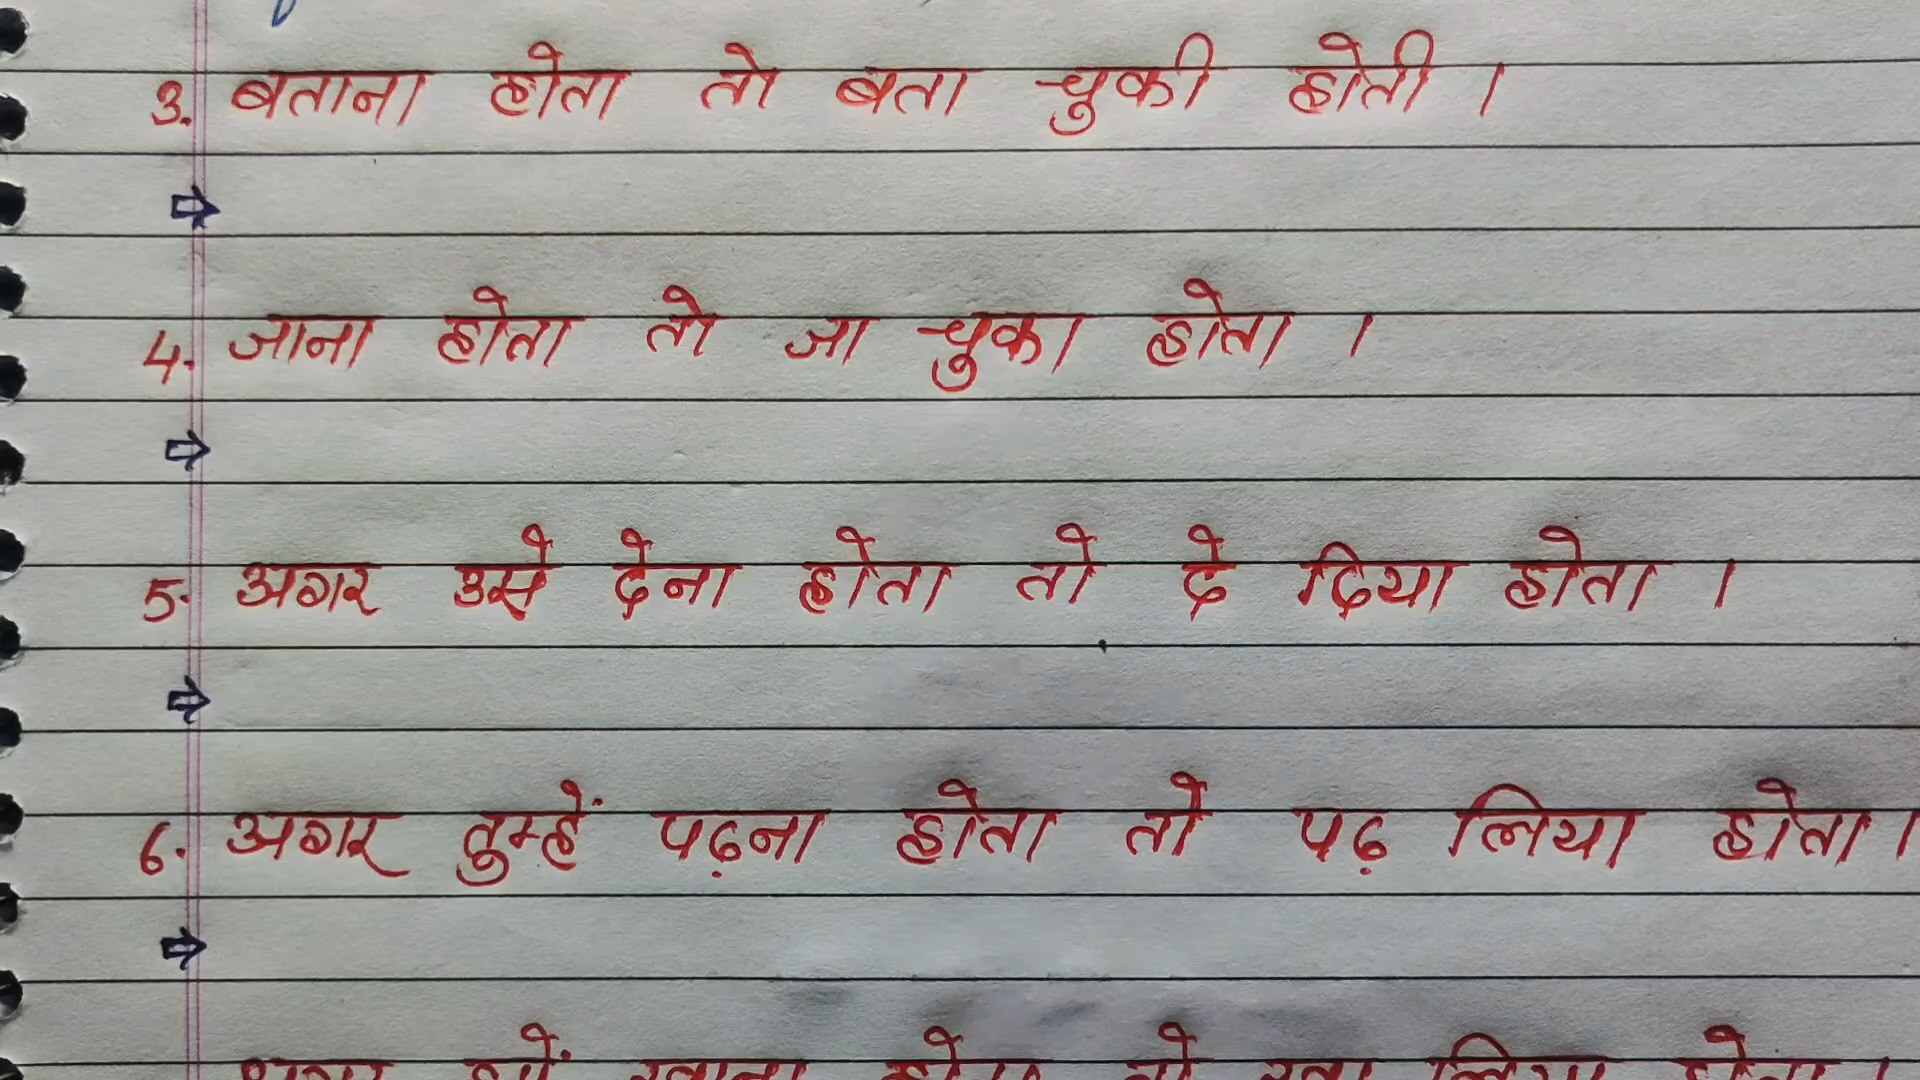 3. बताना होता तो बता चुकी होती ।
⇨
4. जाना होता तो जा चुका होता ।
⇨
5. अगर उसे देना होता तो दे दिया होता ।
⇨
6. अगर तुम्हें पढ़ना होता तो पढ़ लिया होता ।
⇨